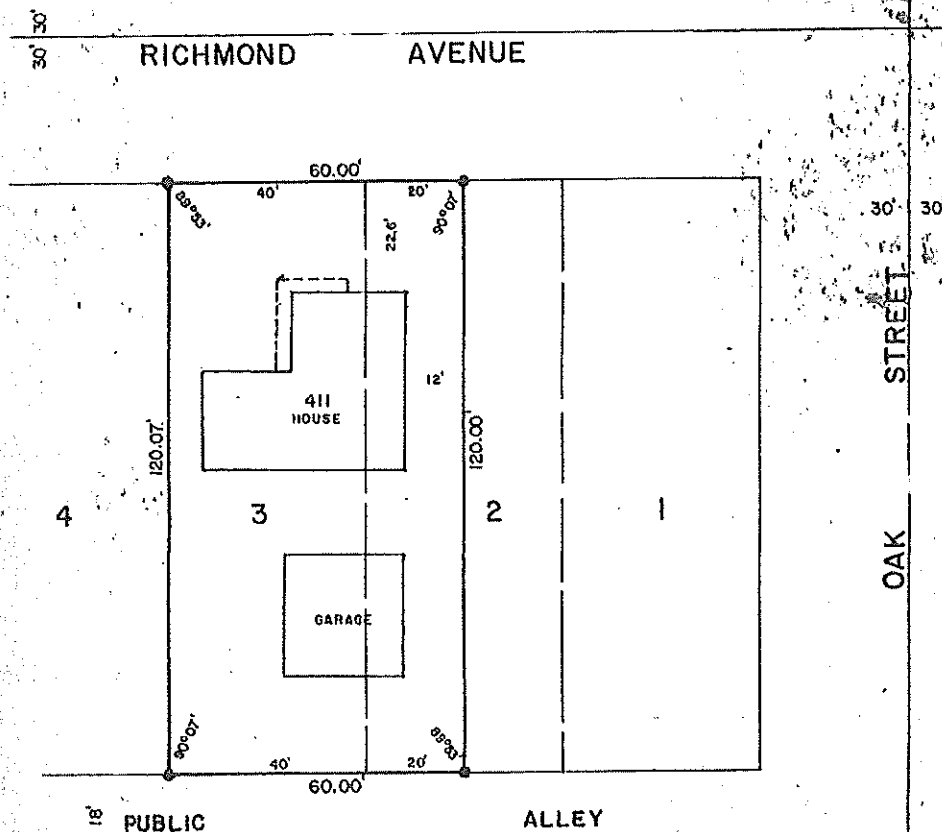 30'
30'
RICHMOND AVENUE
60.00'
40' 20'
89°53' 90°07'
22.6'
30' 30
STREET
12'
411
HOUSE
120.07' 120.00'
4 3 2 1
OAK
GARAGE
90°07' 89°53'
40' 20'
60.00'
18' PUBLIC ALLEY